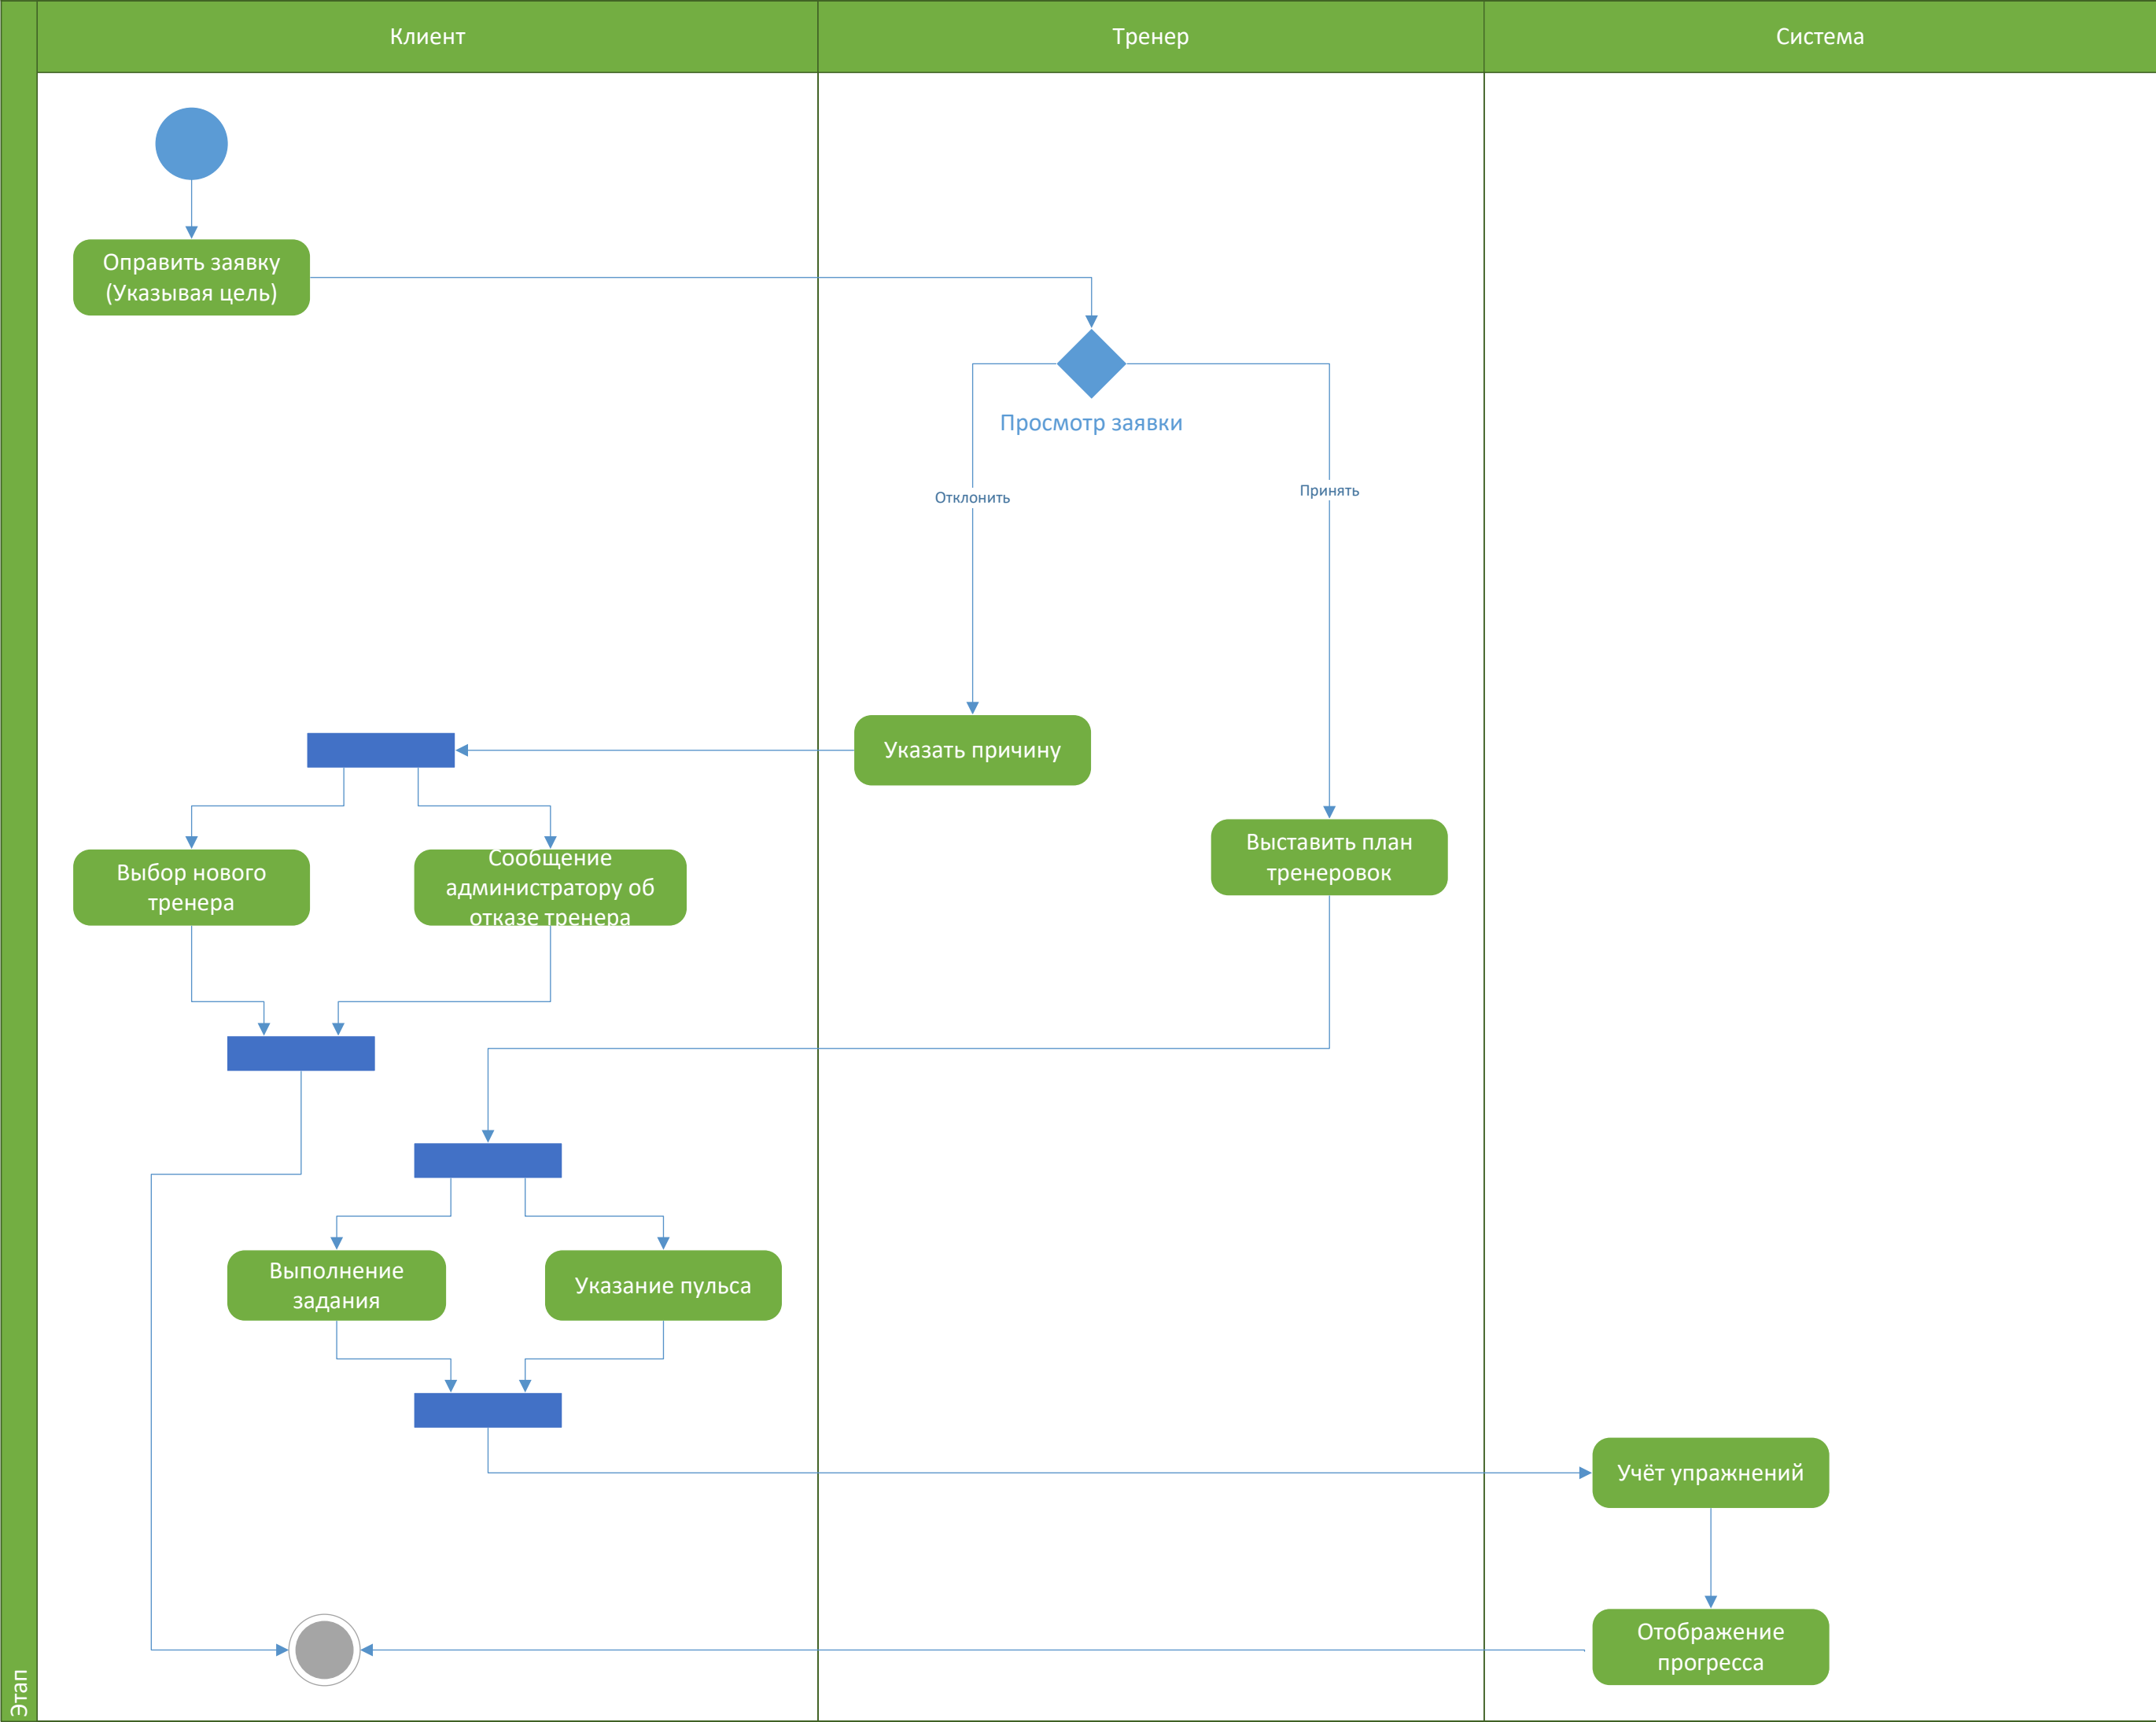 Клиент
Тренер
Система
Оправить заявку
(Указывая цель)
Просмотр заявки
Отклонить
Принять
Указать причину
Выставить план
тренеровок
Выбор нового
тренера
Сообщение
администратору об
отказе тренера
Выполнение
задания
Указание пульса
Учёт упражнений
Отображение
прогресса
Этап